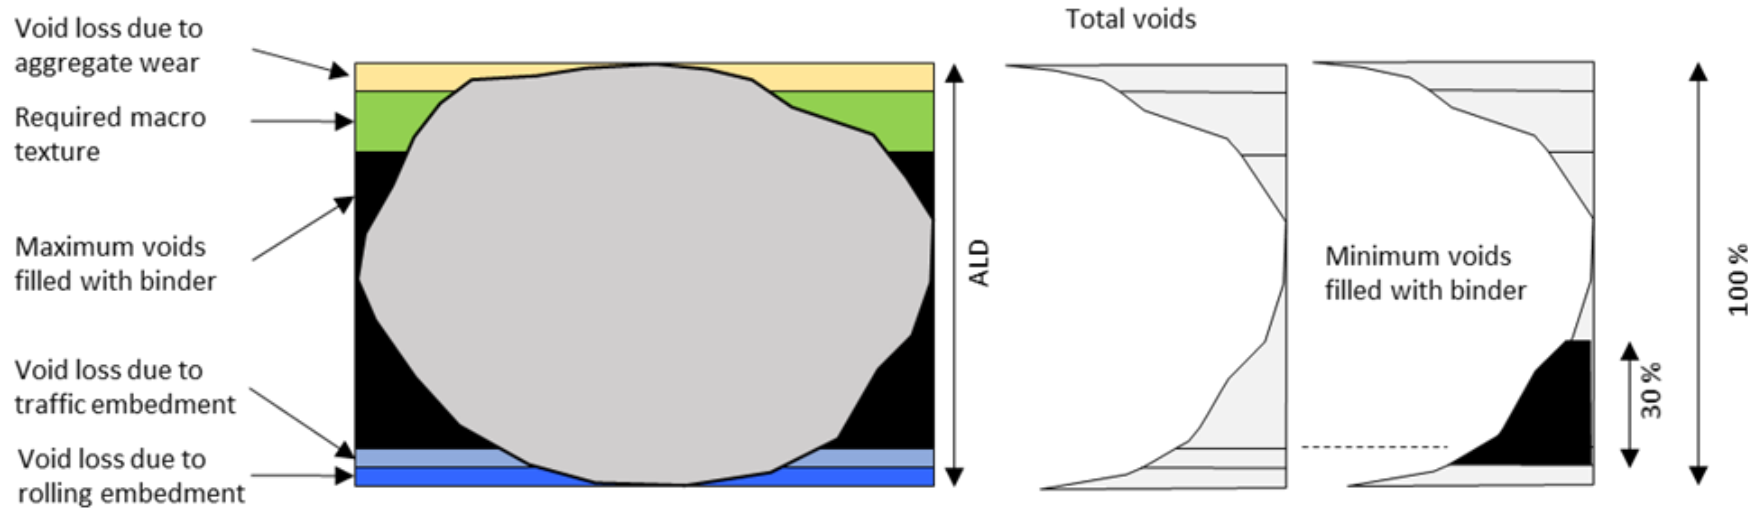 Void loss due to
aggregate wear
Required macro
texture
Maximum voids
filled with binder
Void loss due to
traffic embedment
Void loss due to
rolling embedment
ALD
Total voids
Minimum voids
filled with binder
30 %
100 %